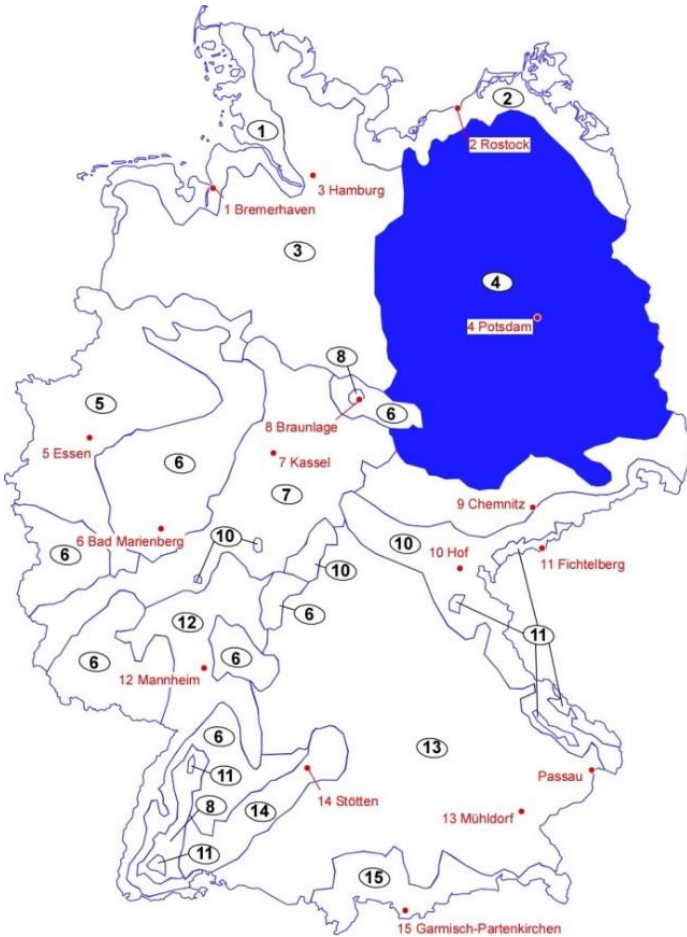 2
1
2 Rostock
3 Hamburg
1 Bremerhaven
3
4
4 Potsdam
8
5
6
8 Braunlage
5 Essen
6
7 Kassel
7
9 Chemnitz
6 Bad Marienberg
10
6
10
10 Hof
11 Fichtelberg
10
6
12
11
6
6
12 Mannheim
6
13
11
14 Stötten
Passau
8
14
13 Mühldorf
11
15
15 Garmisch-Partenkirchen